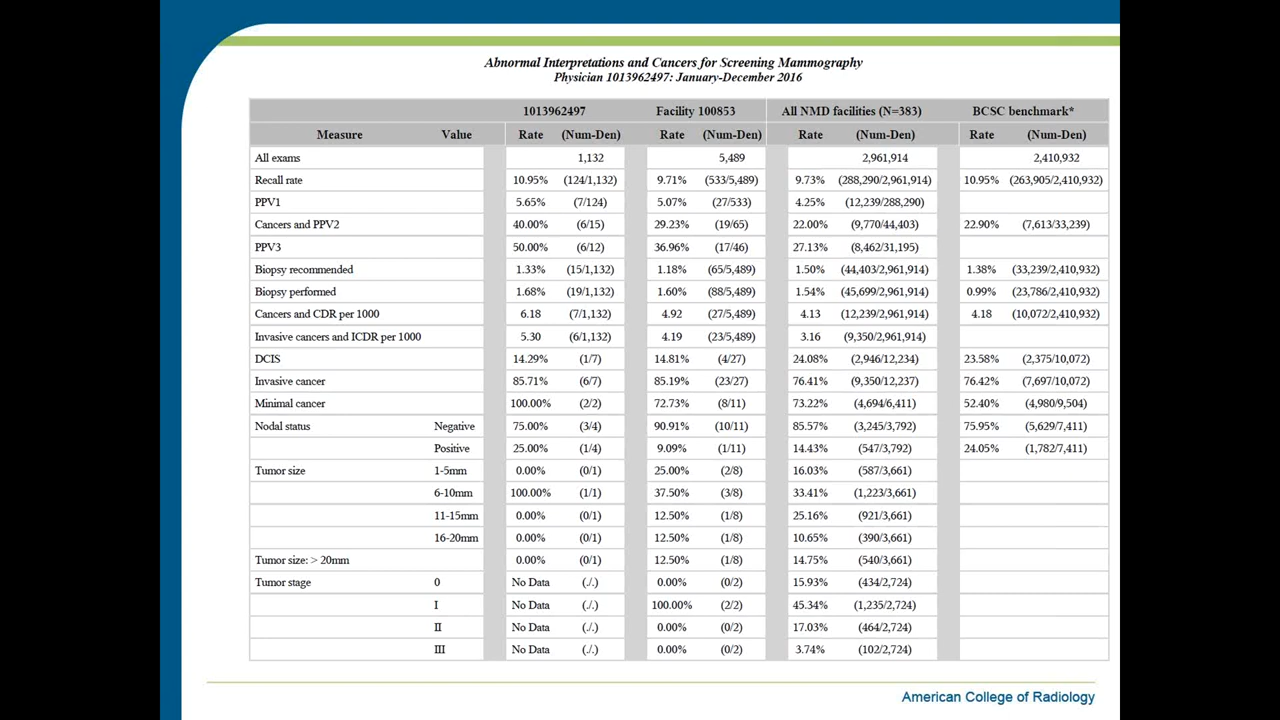 Abnormal Interpretations and Cancers for Screening Mammography
Physician 1013962497: January-December 2016
1013962497 Facility 100853 All NMD facilities (N=383) BCSC benchmark*
Measure Value Rate (Num-Den) Rate (Num-Den) Rate (Num-Den) Rate (Num-Den)
All exams 1,132 5,489 2,961,914 2,410,932
Recall rate 10.95% (124/1,132) 9.71% (533/5,489) 9.73% (288,290/2,961,914) 10.95% (263,905/2,410,932)
PPV1 5.65% (7/124) 5.07% (27/533) 4.25% (12,239/288,290)
Cancers and PPV2 40.00% (6/15) 29.23% (19/65) 22.00% (9,770/44,403) 22.90% (7,613/33,239)
PPV3 50.00% (6/12) 36.96% (17/46) 27.13% (8,462/31,195)
Biopsy recommended 1.33% (15/1,132) 1.18% (65/5,489) 1.50% (44,403/2,961,914) 1.38% (33,239/2,410,932)
Biopsy performed 1.68% (19/1,132) 1.60% (88/5,489) 1.54% (45,699/2,961,914) 0.99% (23,786/2,410,932)
Cancers and CDR per 1000 6.18 (7/1,132) 4.92 (27/5,489) 4.13 (12,239/2,961,914) 4.18 (10,072/2,410,932)
Invasive cancers and ICDR per 1000 5.30 (6/1,132) 4.19 (23/5,489) 3.16 (9,350/2,961,914)
DCIS 14.29% (1/7) 14.81% (4/27) 24.08% (2,946/12,234) 23.58% (2,375/10,072)
Invasive cancer 85.71% (6/7) 85.19% (23/27) 76.41% (9,350/12,237) 76.42% (7,697/10,072)
Minimal cancer 100.00% (2/2) 72.73% (8/11) 73.22% (4,694/6,411) 52.40% (4,980/9,504)
Nodal status Negative 75.00% (3/4) 90.91% (10/11) 85.57% (3,245/3,792) 75.95% (5,629/7,411)
Positive 25.00% (1/4) 9.09% (1/11) 14.43% (547/3,792) 24.05% (1,782/7,411)
Tumor size 1-5mm 0.00% (0/1) 25.00% (2/8) 16.03% (587/3,661)
6-10mm 100.00% (1/1) 37.50% (3/8) 33.41% (1,223/3,661)
11-15mm 0.00% (0/1) 12.50% (1/8) 25.16% (921/3,661)
16-20mm 0.00% (0/1) 12.50% (1/8) 10.65% (390/3,661)
Tumor size: > 20mm 0.00% (0/1) 12.50% (1/8) 14.75% (540/3,661)
Tumor stage 0 No Data (./.) 0.00% (0/2) 15.93% (434/2,724)
I No Data (./.) 100.00% (2/2) 45.34% (1,235/2,724)
II No Data (./.) 0.00% (0/2) 17.03% (464/2,724)
III No Data (./.) 0.00% (0/2) 3.74% (102/2,724)
American College of Radiology